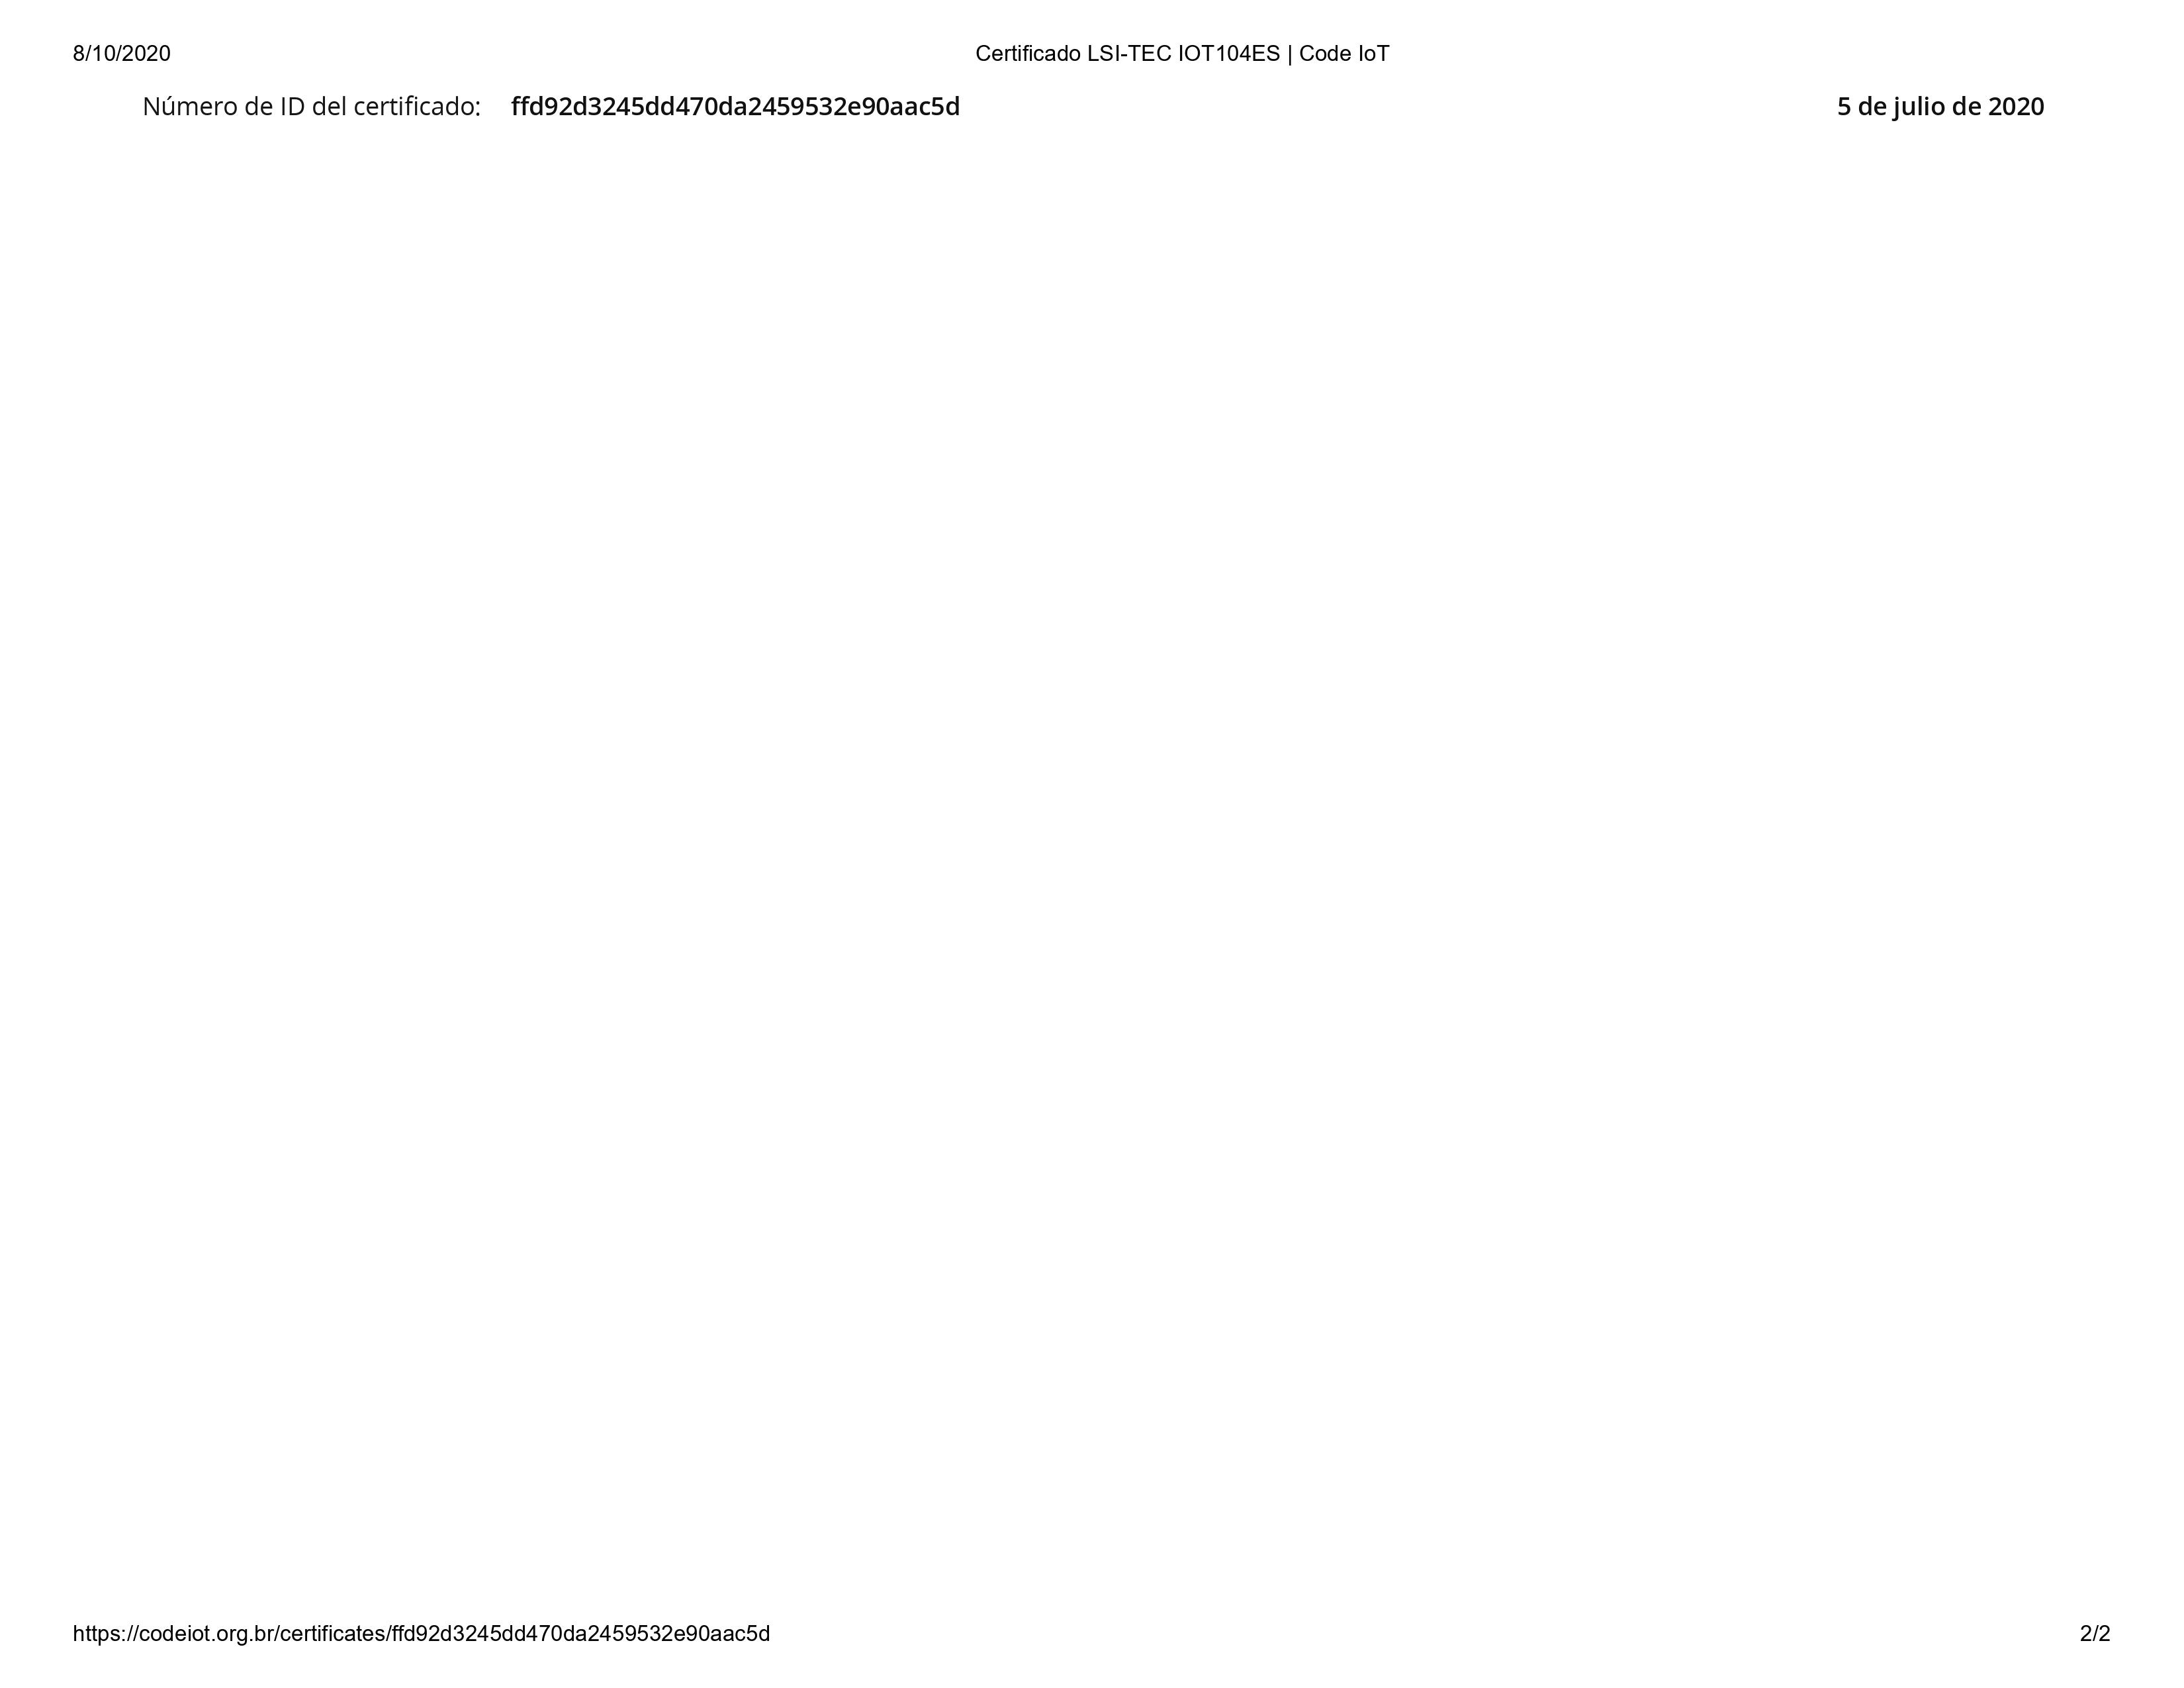 8/10/2020 Certificado LSI-TEC IOT104ES | Code IoT
Número de ID del certificado: ffd92d3245dd470da2459532e90aac5d 5 de julio de 2020
https://codeiot.org.br/certificates/ffd92d3245dd470da2459532e90aac5d 2/2